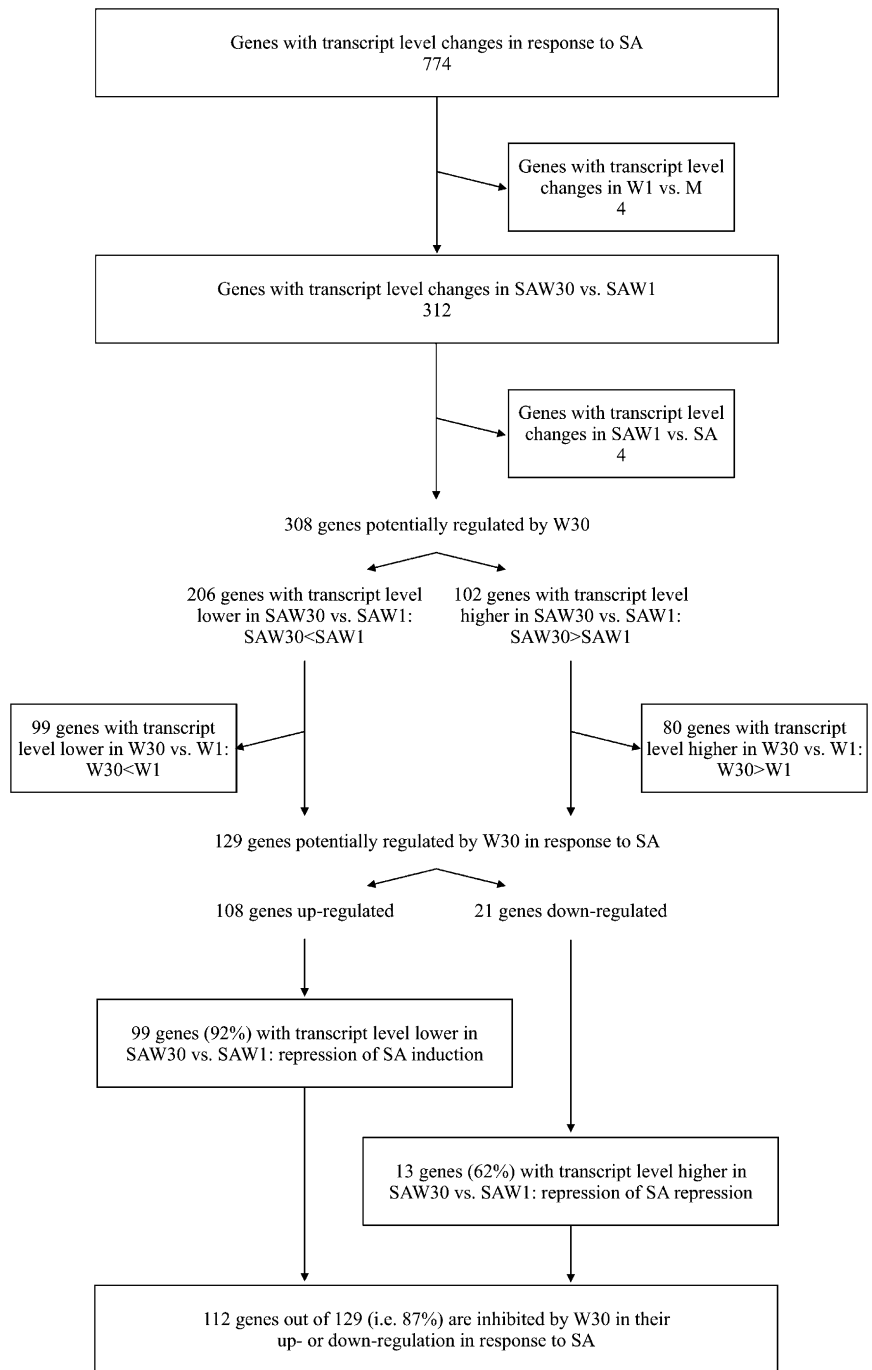 Genes with transcript level changes in response to SA
774
Genes with transcript level
changes in W1 vs. M
4
Genes with transcript level changes in SAW30 vs. SAW1
312
Genes with transcript level
changes in SAW1 vs. SA
4
308 genes potentially regulated by W30
206 genes with transcript level
lower in SAW30 vs. SAW1:
SAW30<SAW1
102 genes with transcript level
higher in SAW30 vs. SAW1:
SAW30>SAW1
99 genes with transcript
level lower in W30 vs. W1:
W30<W1
80 genes with transcript
level higher in W30 vs. W1:
W30>W1
129 genes potentially regulated by W30 in response to SA
108 genes up-regulated
21 genes down-regulated
99 genes (92%) with transcript level lower in
SAW30 vs. SAW1: repression of SA induction
13 genes (62%) with transcript level higher in
SAW30 vs. SAW1: repression of SA repression
112 genes out of 129 (i.e. 87%) are inhibited by W30 in their
up- or down-regulation in response to SA